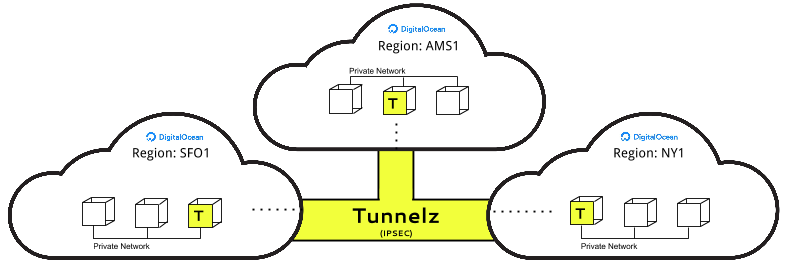 DigitalOcean
Region: AMS1
Private Network
T
DigitalOcean
Region: SFO1
T
Private Network
DigitalOcean
Region: NY1
T
Private Network
Tunnelz
(IPSEC)